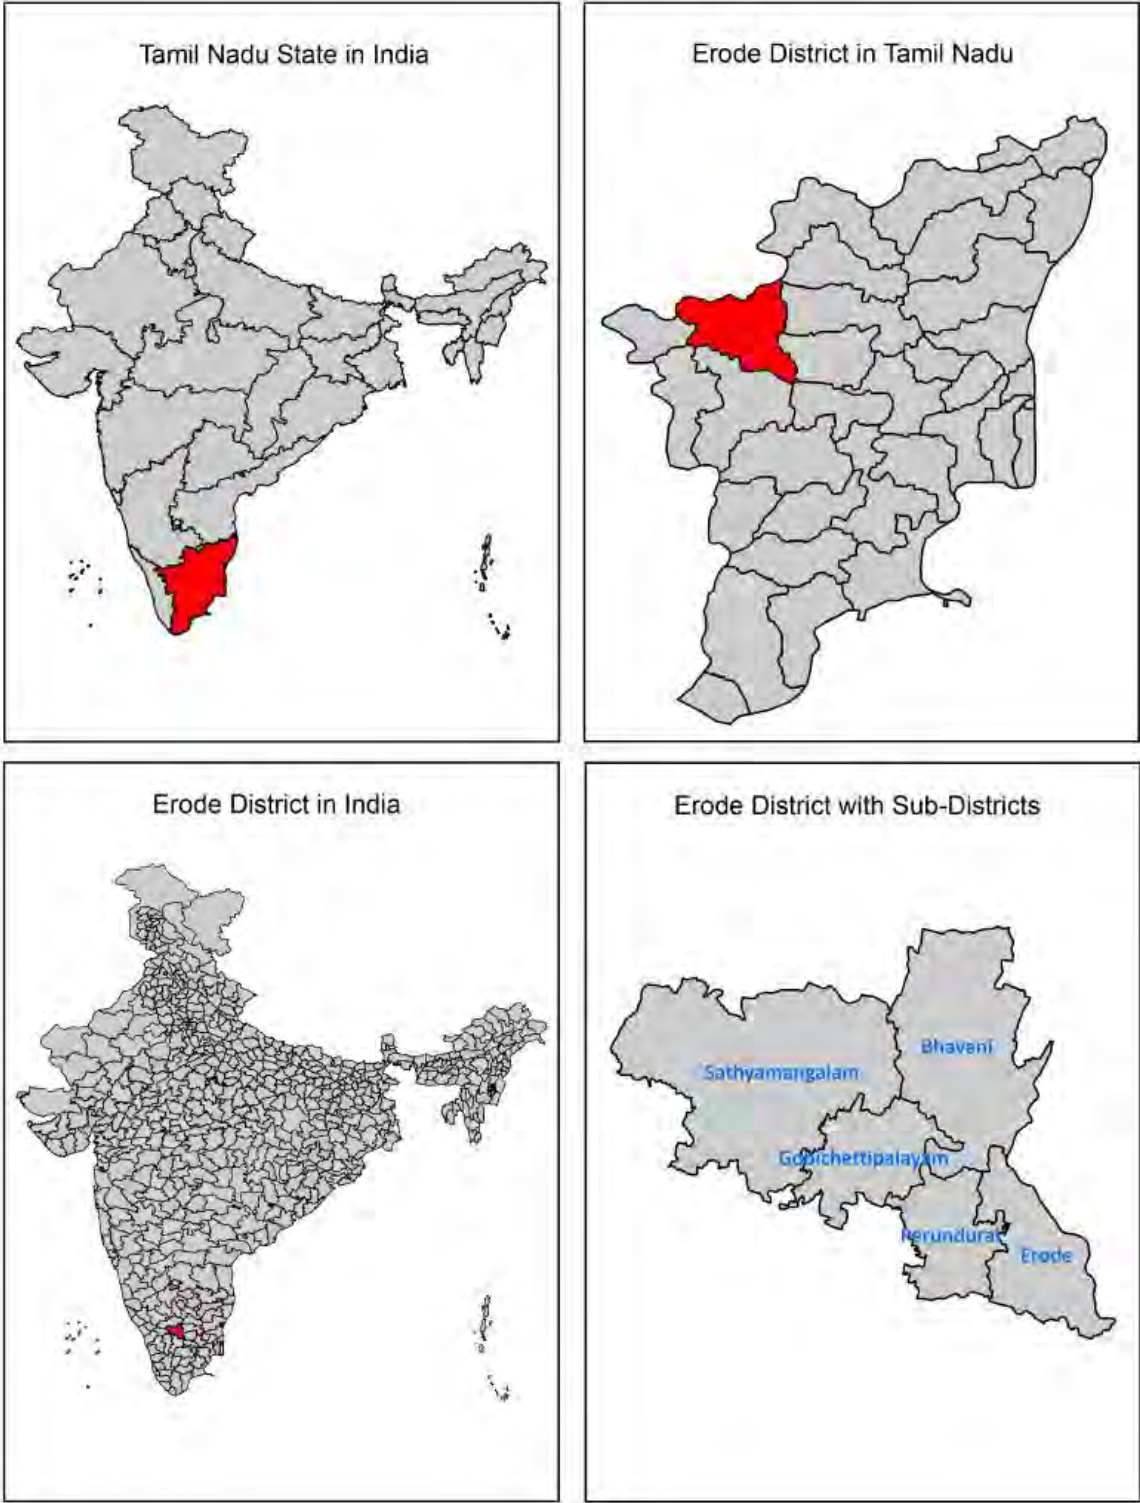 Tamil Nadu State in India
Erode District in Tamil Nadu
Erode District in India
Erode District with Sub-Districts
Bhavani
Sathyamangalam
Gobichettipalayam
Perundurai
Erode